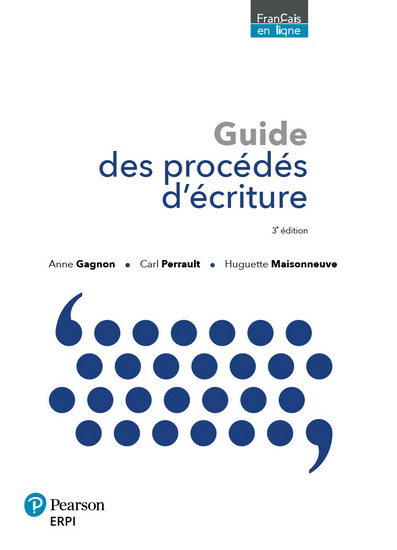 Français
en ligne
Guide
des procédés
d'écriture
3e édition
Anne Gagnon • Carl Perrault • Huguette Maisonneuve
Pearson
ERPI